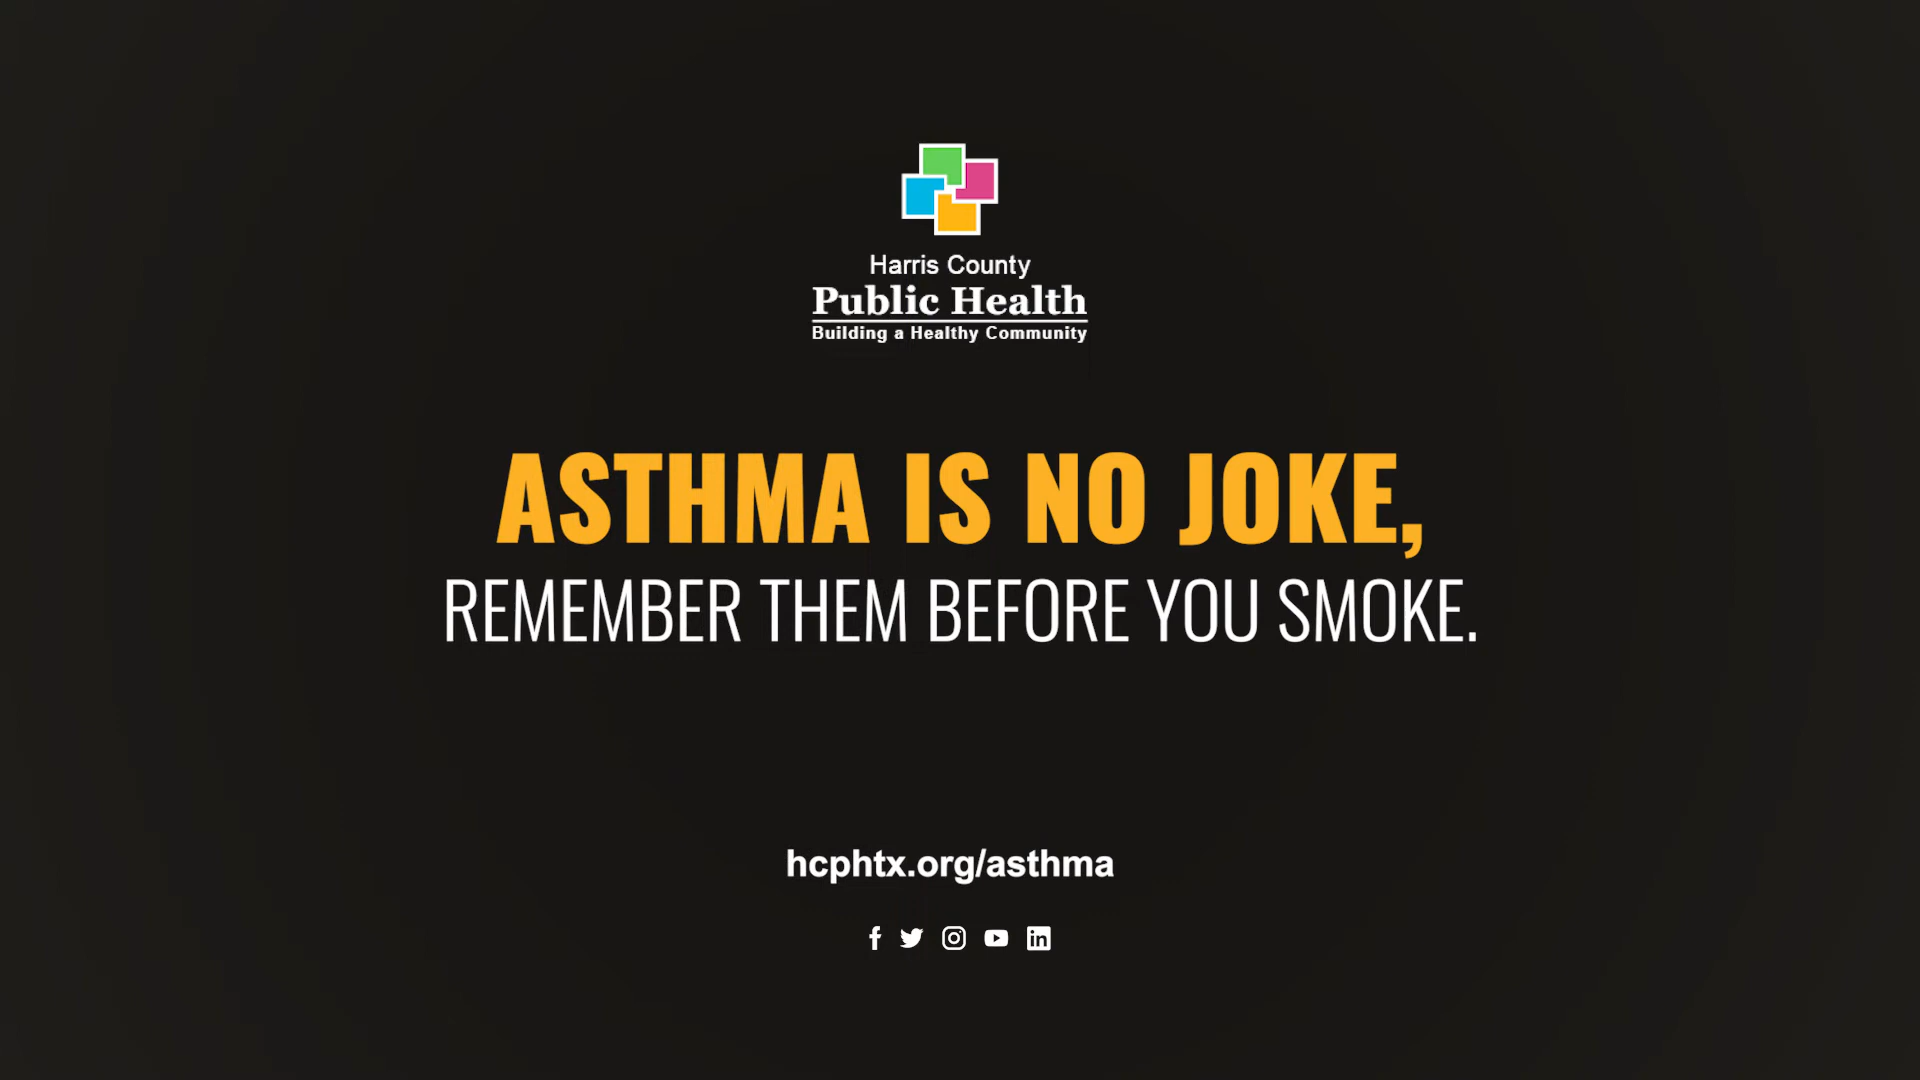 Harris County
Public Health
Building a Healthy Community
ASTHMA IS NO JOKE,
REMEMBER THEM BEFORE YOU SMOKE.
hcphtx.org/asthma